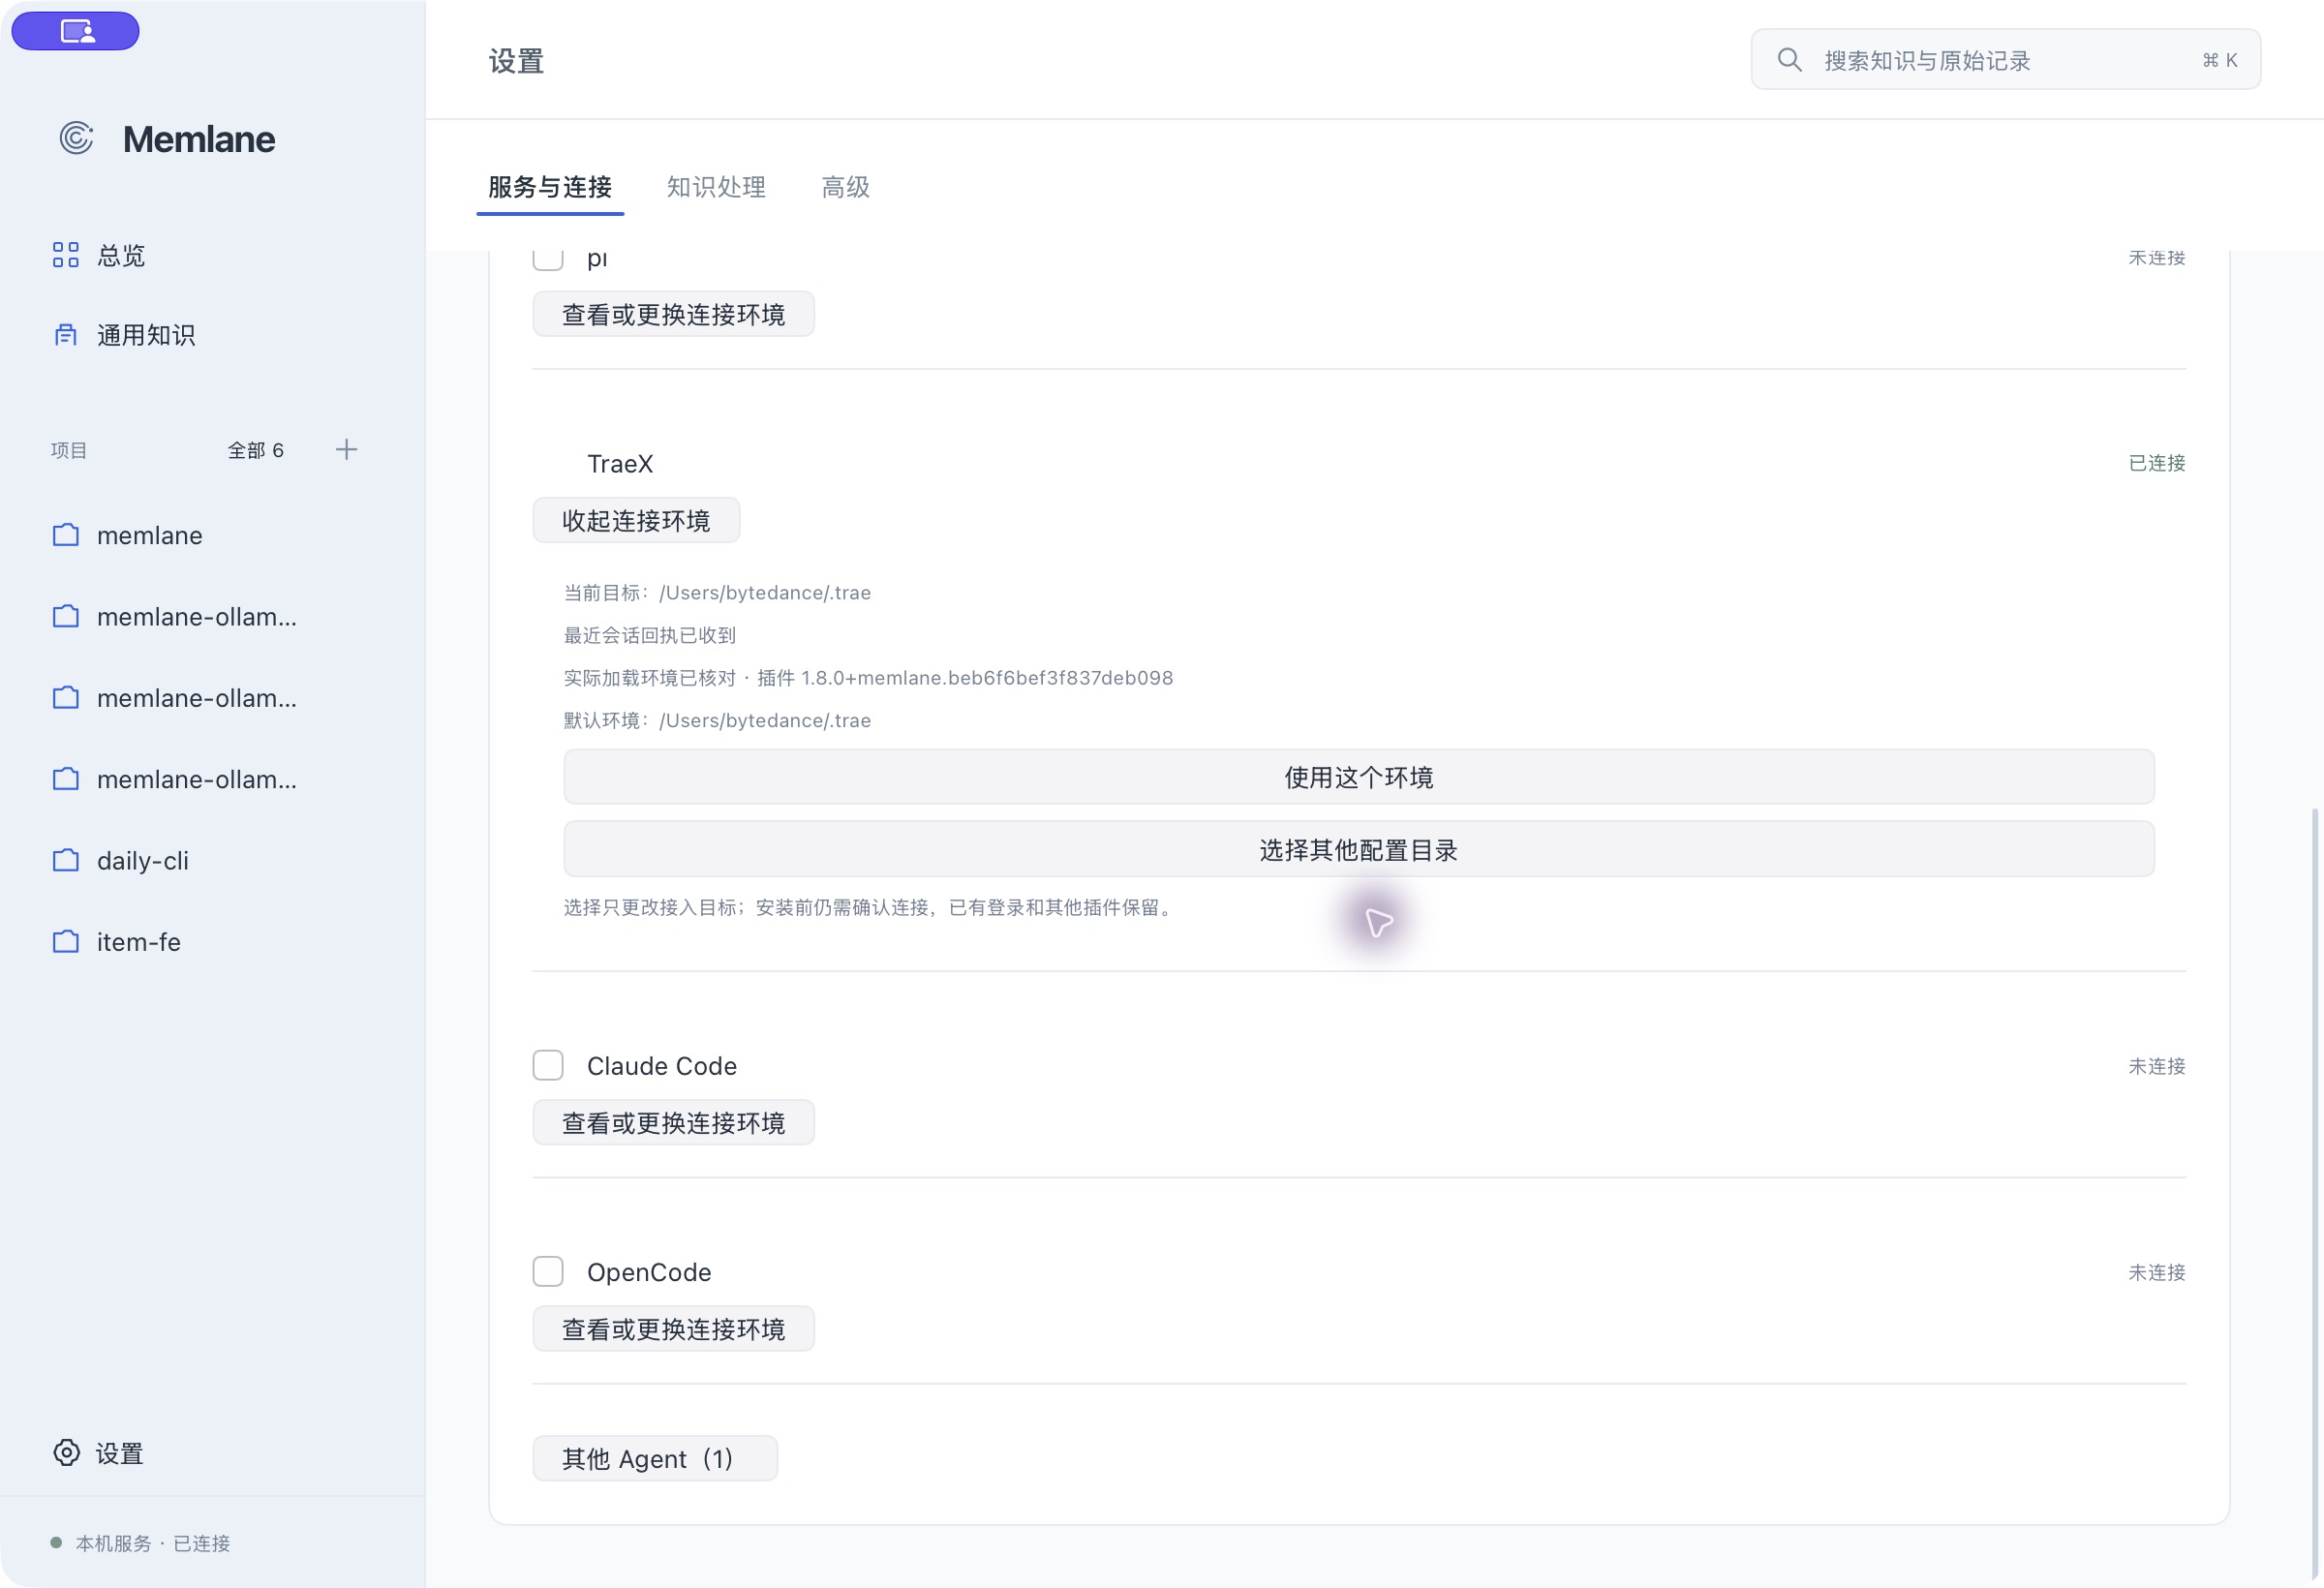 设置
搜索知识与原始记录
⌘ K
Memlane
总览
通用知识
项目
全部 6
memlane
memlane-ollam...
memlane-ollam...
memlane-ollam...
daily-cli
item-fe
设置
本机服务 · 已连接
服务与连接
知识处理
高级
pi
未连接
查看或更换连接环境
TraeX
已连接
收起连接环境
当前目标：/Users/bytedance/.trae
最近会话回执已收到
实际加载环境已核对 · 插件 1.8.0+memlane.beb6f6bef3f837deb098
默认环境：/Users/bytedance/.trae
使用这个环境
选择其他配置目录
选择只更改接入目标；安装前仍需确认连接，已有登录和其他插件保留。
Claude Code
未连接
查看或更换连接环境
OpenCode
未连接
查看或更换连接环境
其他 Agent（1）